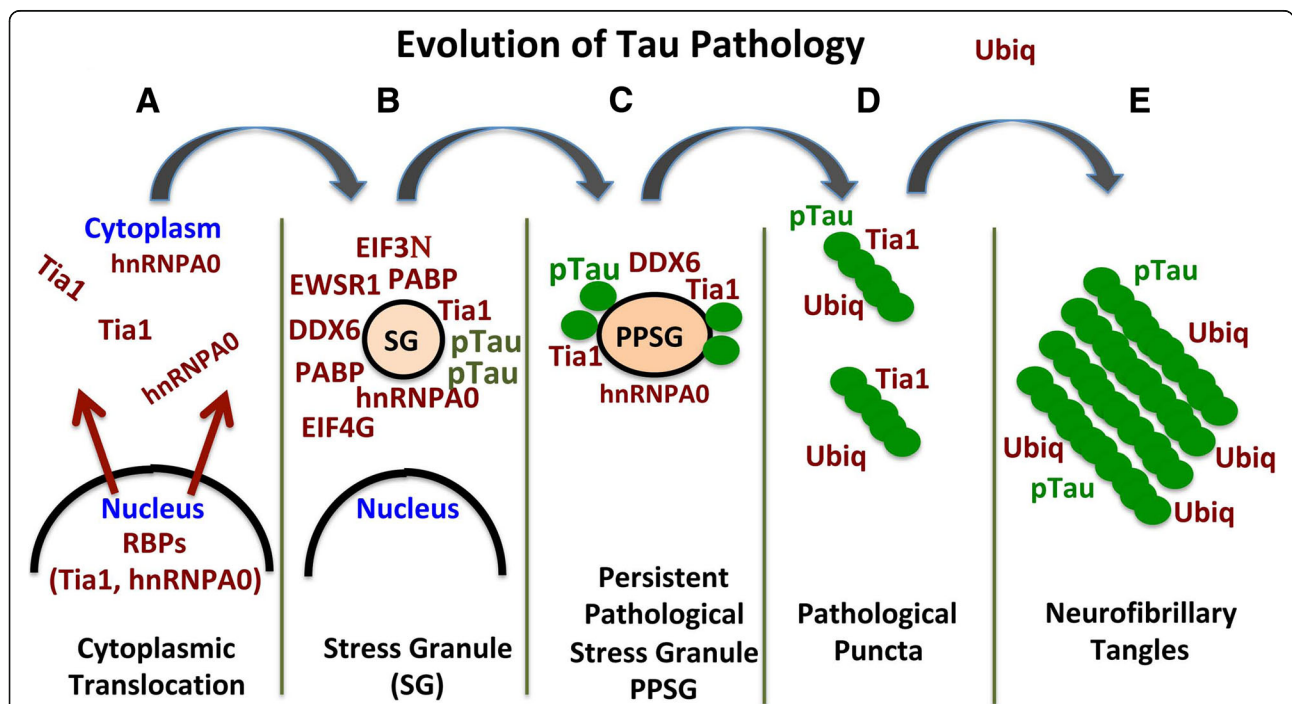 Evolution of Tau Pathology
Ubiq
A
B
C
D
E
Cytoplasm
hnRNPA0
Tia1
Tia1
hnRNPA0
Nucleus
RBPs
(Tia1, hnRNPA0)
Cytoplasmic
Translocation
EIF3N
EWSR1
PABP
Tia1
DDX6
SG
pTau
PABP
pTau
hnRNPA0
EIF4G
Nucleus
Stress Granule
(SG)
pTau
DDX6
Tia1
PPSG
Tia1
hnRNPA0
Persistent
Pathological
Stress Granule
PPSG
pTau
Tia1
Ubiq
Tia1
Ubiq
Pathological
Puncta
pTau
Ubiq
Ubiq
Ubiq
pTau
Ubiq
Neurofibrillary
Tangles